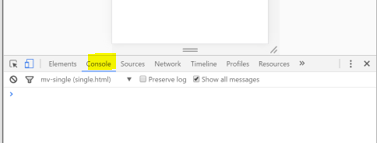 Elements Console Sources Network Timeline Profiles Resources »
mv-single (single.html) ▼ Preserve log Show all messages
>